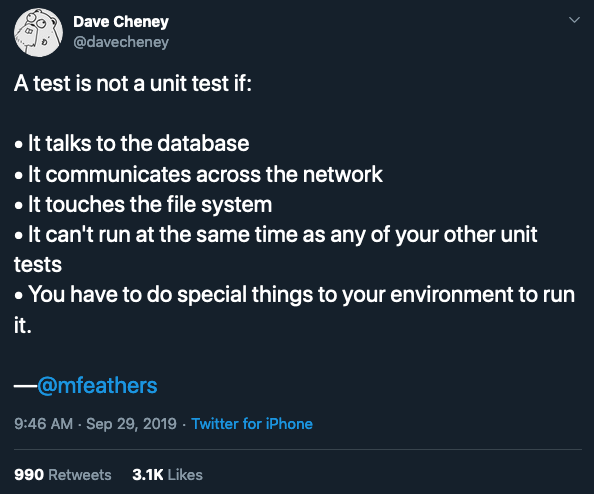 Dave Cheney
@davecheney
A test is not a unit test if:
• It talks to the database
• It communicates across the network
• It touches the file system
• It can't run at the same time as any of your other unit
tests
• You have to do special things to your environment to run
it.
—@mfeathers
9:46 AM · Sep 29, 2019 · Twitter for iPhone
990 Retweets 3.1K Likes